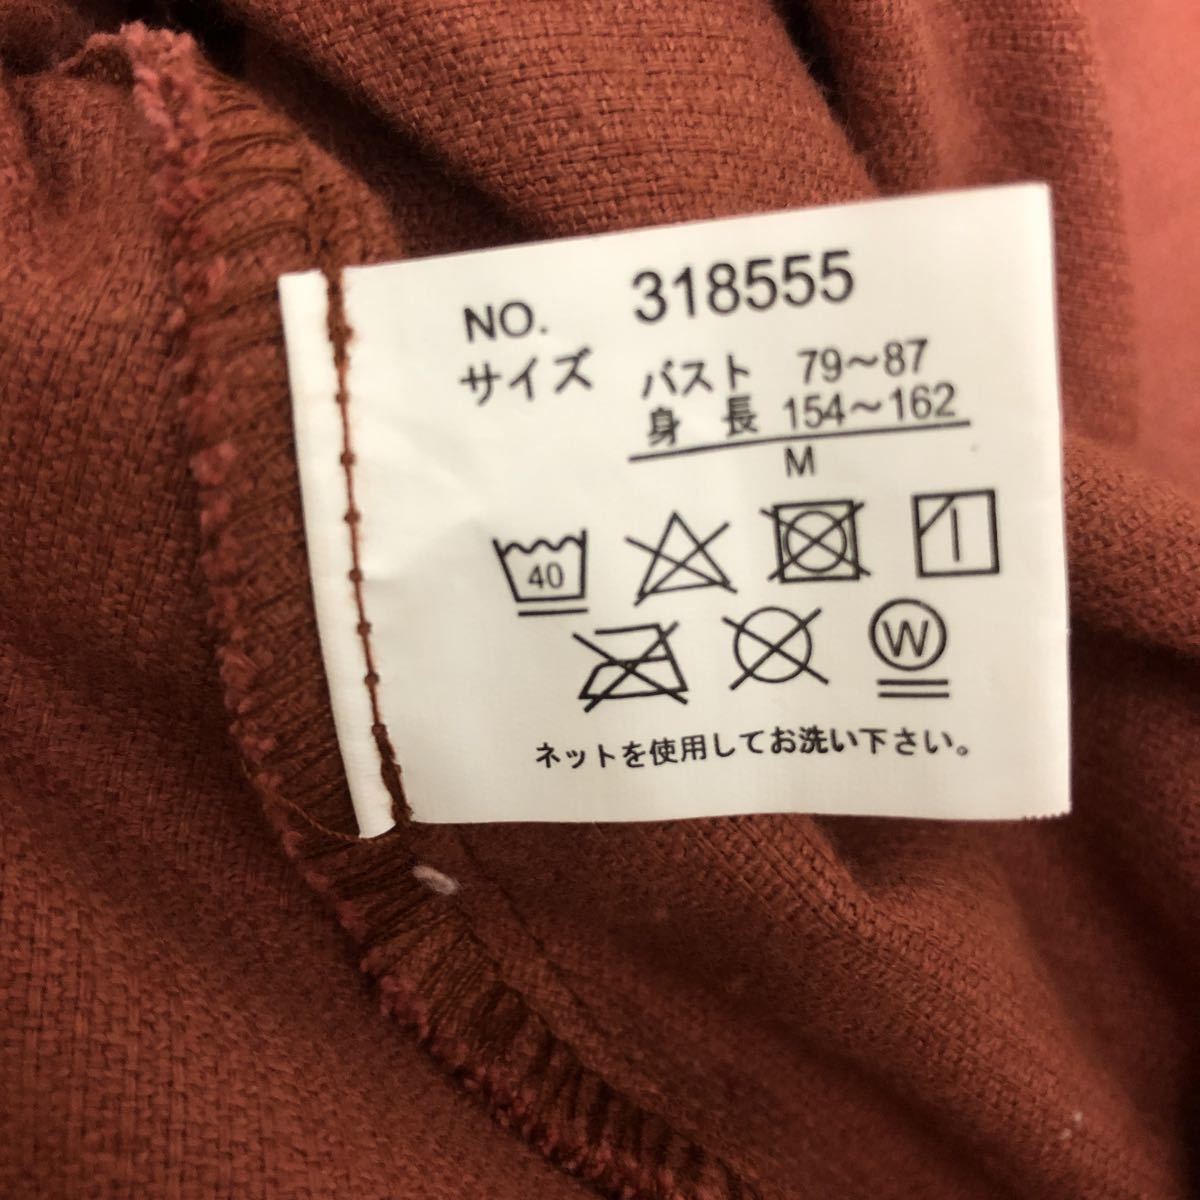 NO. 318555
サイズ バスト 79～87
身 長 154～162
M
40
W
ネットを使用してお洗い下さい。